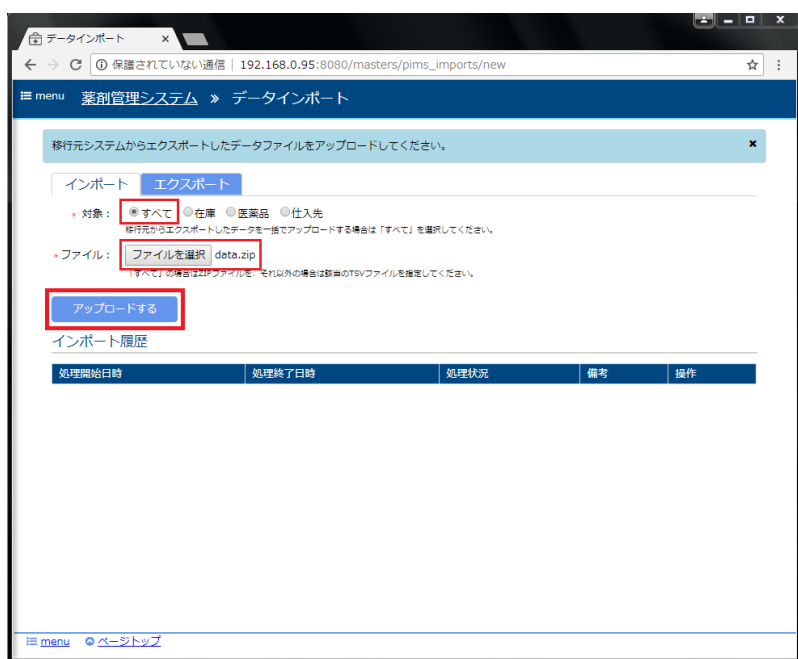 データインポート
保護されていない通信 | 192.168.0.95:8080/masters/pims_imports/new
menu 薬剤管理システム » データインポート
移行元システムからエクスポートしたデータファイルをアップロードしてください。
インポート エクスポート
* 対象： すべて 在庫 医薬品 仕入先
移行元からエクスポートしたデータを一括でアップロードする場合は「すべて」を選択してください。
* ファイル： ファイルを選択 data.zip
「すべて」の場合はZIPファイルを、それ以外の場合は該当のTSVファイルを指定してください。
アップロードする
インポート履歴
処理開始日時 処理終了日時 処理状況 備考 操作
menu ページトップ